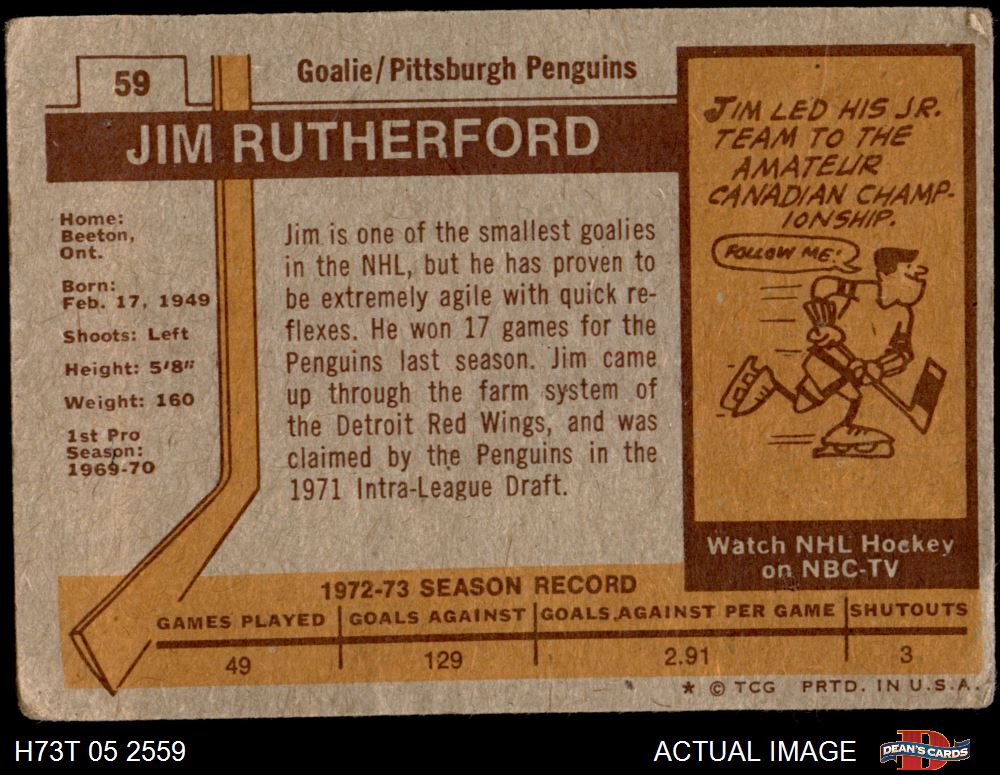 59
Goalie/Pittsburgh Penguins
JIM RUTHERFORD
Home:
Beeton,
Ont.
Born:
Feb. 17, 1949
Shoots: Left
Height: 5'8"
Weight: 160
1st Pro
Season:
1969-70
Jim is one of the smallest goalies
in the NHL, but he has proven to
be extremely agile with quick re-
flexes. He won 17 games for the
Penguins last season. Jim came
up through the farm system of
the Detroit Red Wings, and was
claimed by the Penguins in the
1971 Intra-League Draft.
JIM LED HIS JR.
TEAM TO THE
AMATEUR
CANADIAN CHAMP-
IONSHIP.
FOLLOW ME!
Watch NHL Hockey
on NBC-TV
1972-73 SEASON RECORD
GAMES PLAYED GOALS AGAINST GOALS AGAINST PER GAME SHUTOUTS
49 129 2.91 3
* © TCG PRTD. IN U.S.A.
H73T 05 2559
ACTUAL IMAGE
DEAN'S CARDS